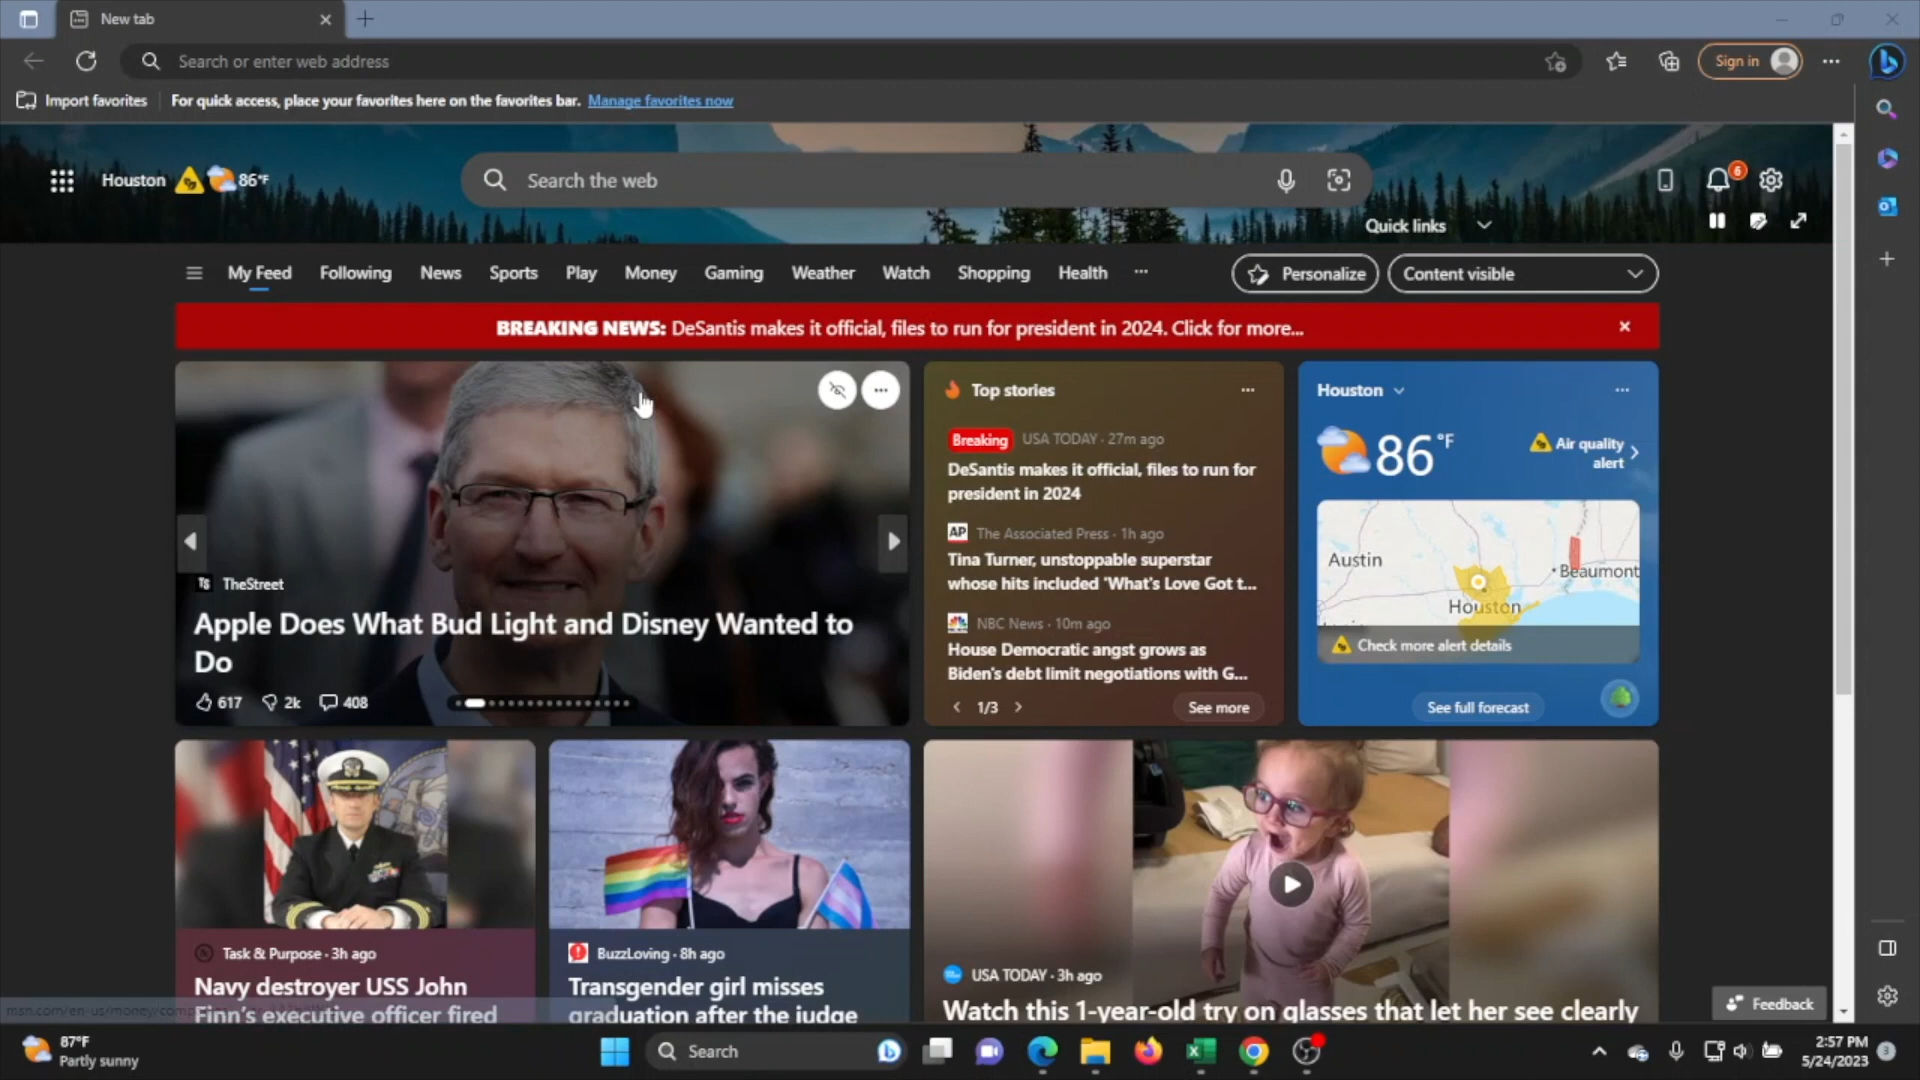 New tab
Search or enter web address
Sign in
Import favorites
For quick access, place your favorites here on the favorites bar. Manage favorites now
Houston
86°F
Search the web
6
Quick links
My Feed
Following
News
Sports
Play
Money
Gaming
Weather
Watch
Shopping
Health
Personalize
Content visible
BREAKING NEWS: DeSantis makes it official, files to run for president in 2024. Click for more...
TheStreet
Apple Does What Bud Light and Disney Wanted to
Do
617
2k
408
Top stories
Breaking USA TODAY · 27m ago
DeSantis makes it official, files to run for
president in 2024
AP The Associated Press · 1h ago
Tina Turner, unstoppable superstar
whose hits included 'What's Love Got t...
NBC News · 10m ago
House Democratic angst grows as
Biden's debt limit negotiations with G...
1/3
See more
Houston
86 °F
Air quality
alert
Austin
Beaumont
Houston
Check more alert details
See full forecast
Task & Purpose · 3h ago
Navy destroyer USS John
Finn's executive officer fired
BuzzLoving · 8h ago
Transgender girl misses
graduation after the judge
USA TODAY · 3h ago
Watch this 1-year-old try on glasses that let her see clearly
Feedback
87°F
Partly sunny
Search
2:57 PM
5/24/2023
3